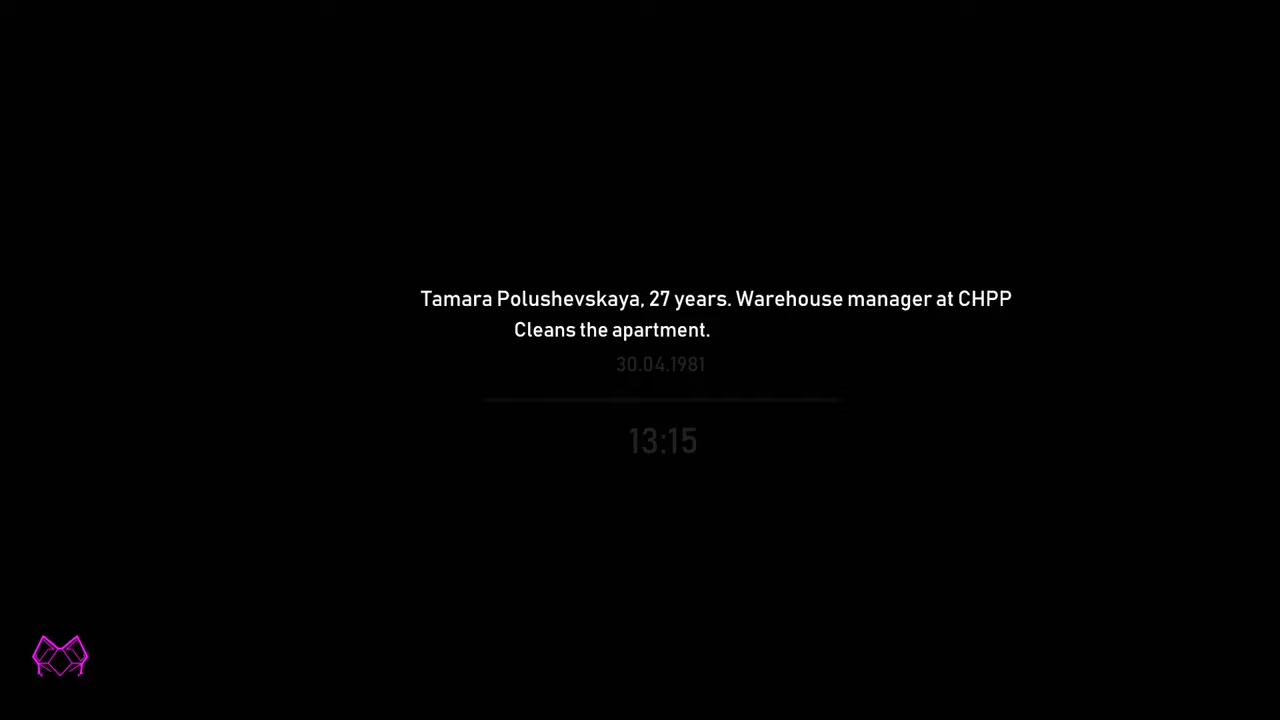 Tamara Polushevskaya, 27 years. Warehouse manager at CHPP
Cleans the apartment.
30.04.1981
13:15